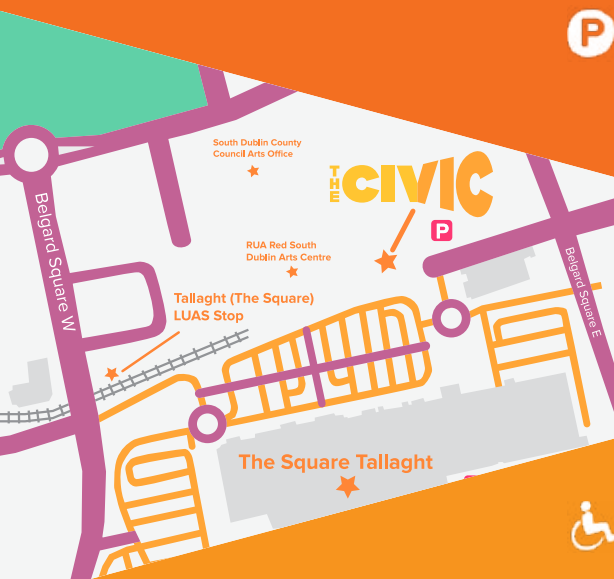 P
South Dublin County
Council Arts Office
THE CIVIC
P
Belgard Square W
RUA Red South
Dublin Arts Centre
Belgard Square E
Tallaght (The Square)
LUAS Stop
The Square Tallaght